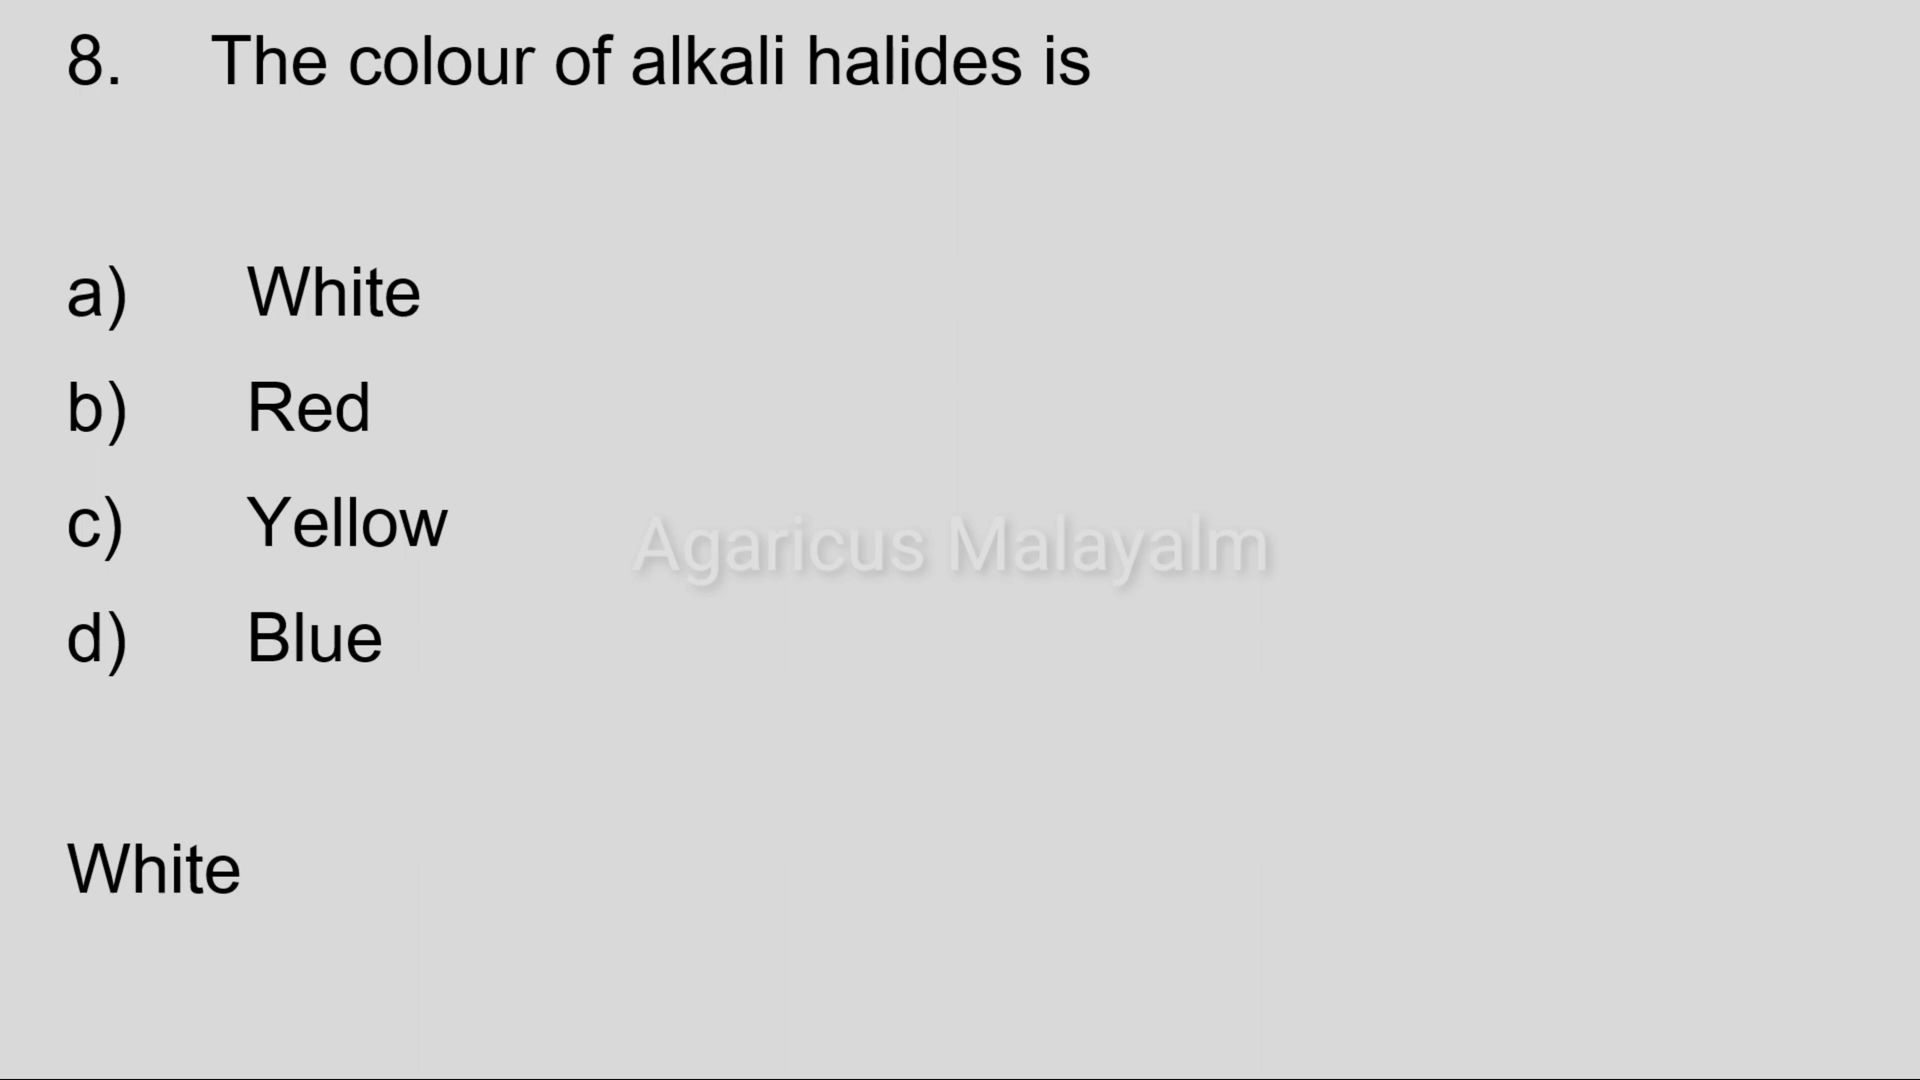 8. The colour of alkali halides is
a) White
b) Red
c) Yellow
Agaricus Malayalm
d) Blue
White